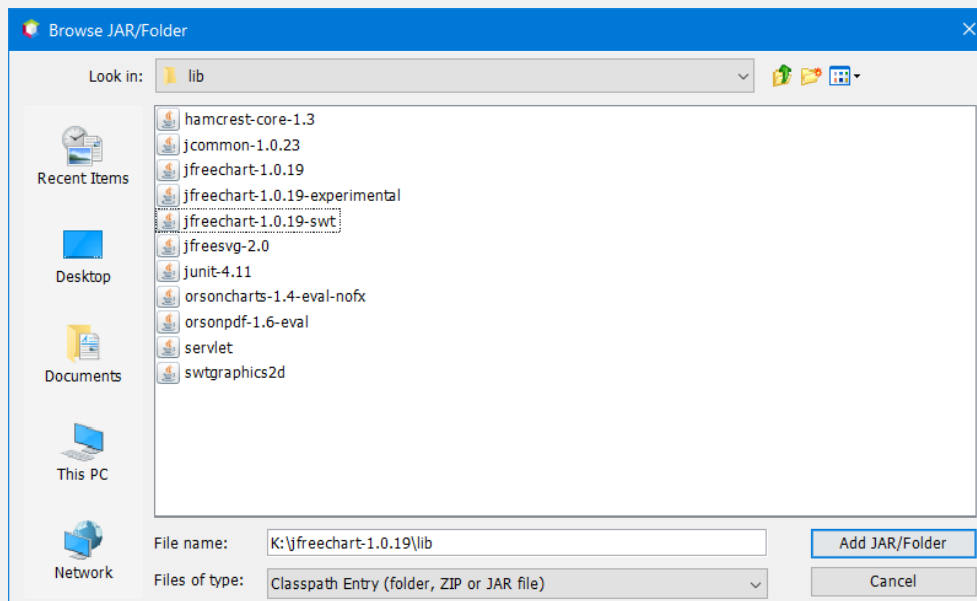 Browse JAR/Folder
Look in: lib
hamcrest-core-1.3
jcommon-1.0.23
jfreechart-1.0.19
jfreechart-1.0.19-experimental
jfreechart-1.0.19-swt
jfreesvg-2.0
junit-4.11
orsoncharts-1.4-eval-nofx
orsonpdf-1.6-eval
servlet
swtgraphics2d
Recent Items
Desktop
Documents
This PC
Network
File name: K:\jfreechart-1.0.19\lib
Add JAR/Folder
Files of type: Classpath Entry (folder, ZIP or JAR file)
Cancel